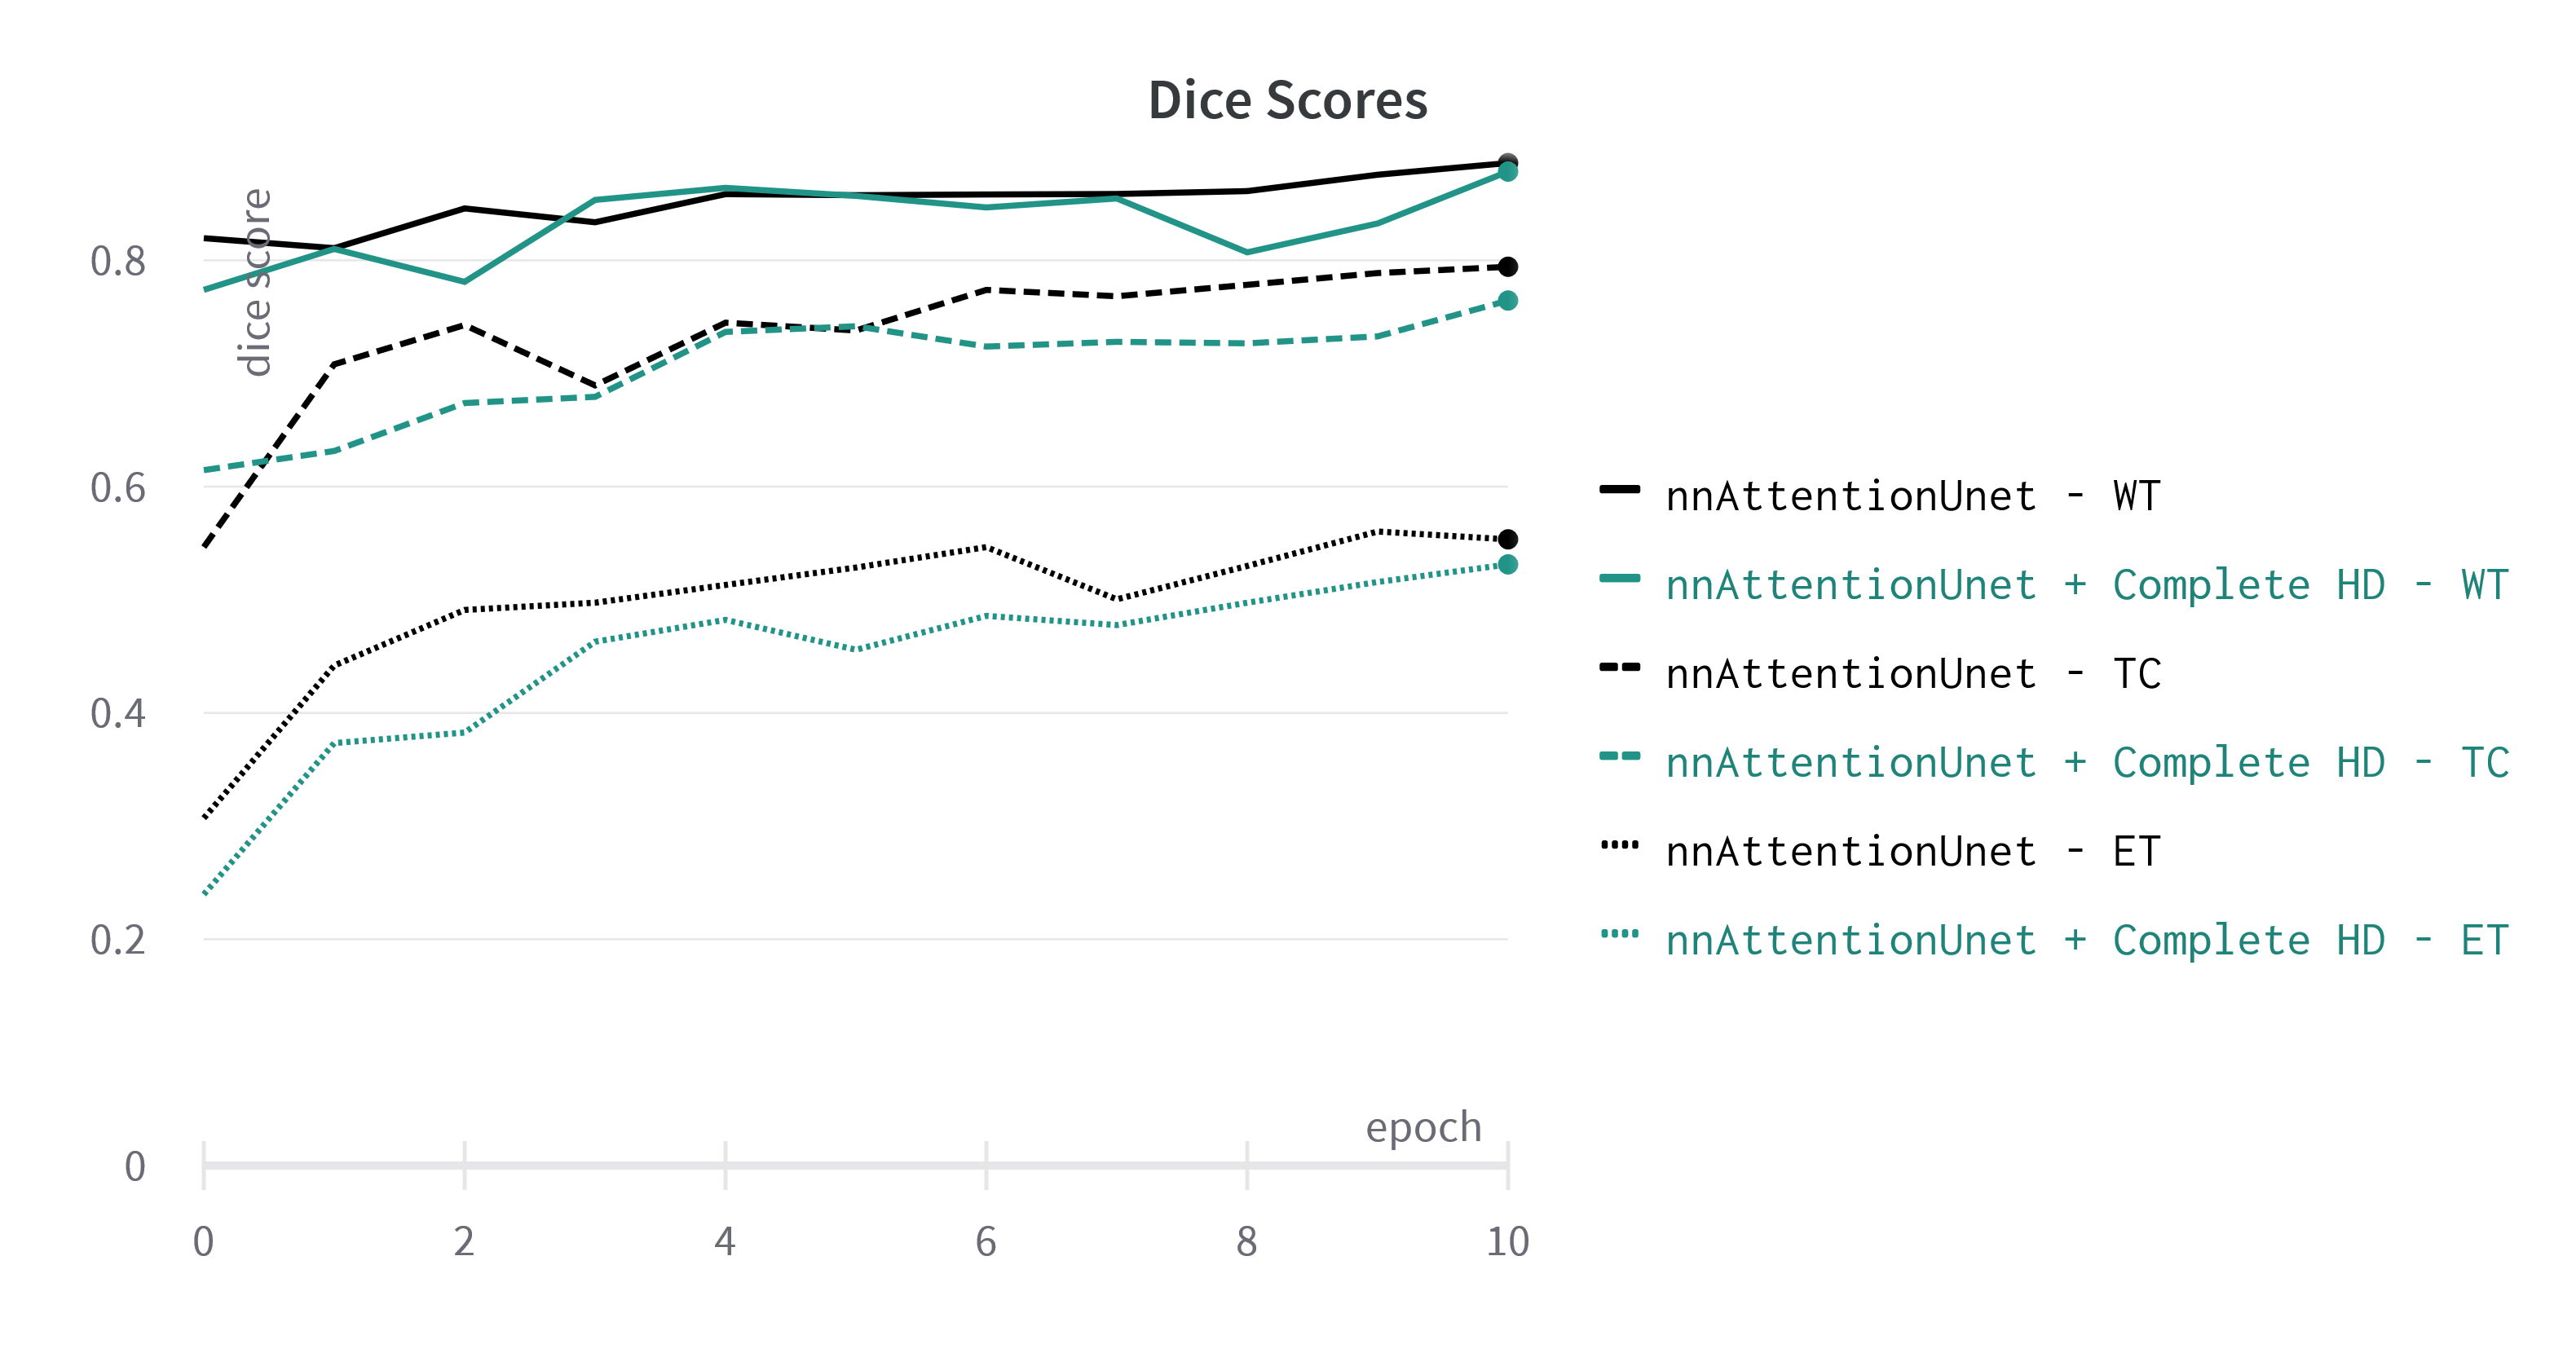 Dice Scores
dice score
0.8
0.6
0.4
0.2
0
epoch
0 2 4 6 8 10
nnAttentionUnet - WT
nnAttentionUnet + Complete HD - WT
nnAttentionUnet - TC
nnAttentionUnet + Complete HD - TC
nnAttentionUnet - ET
nnAttentionUnet + Complete HD - ET